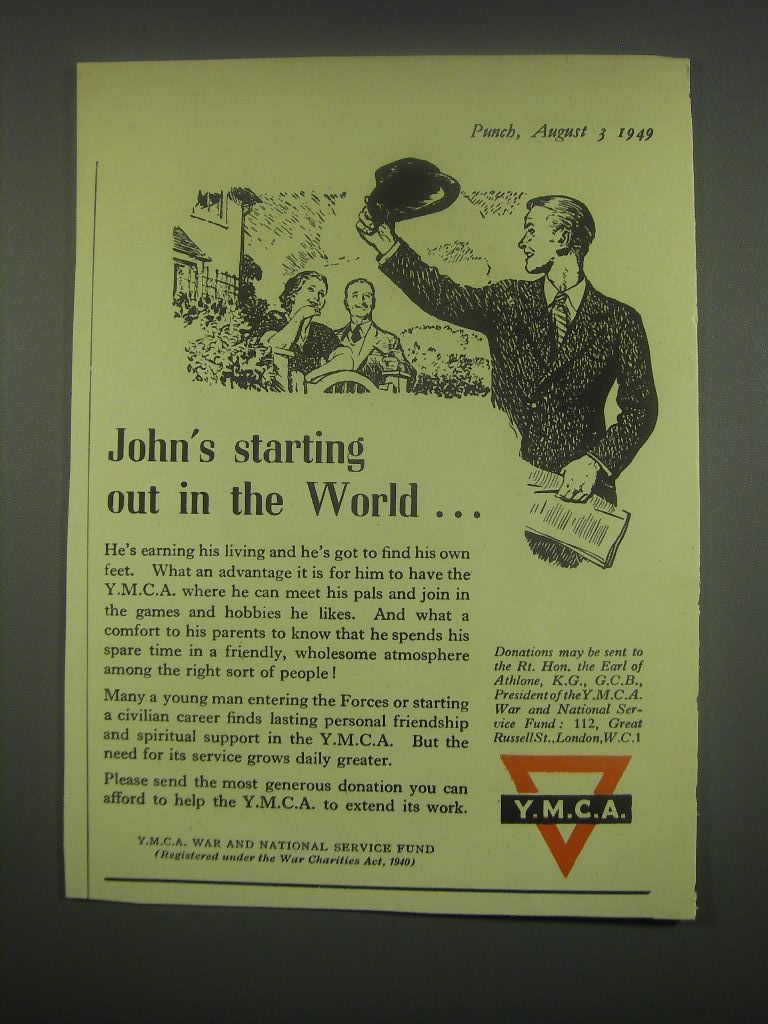 Punch, August 3 1949
John's starting
out in the World ...
He's earning his living and he's got to find his own
feet. What an advantage it is for him to have the
Y.M.C.A. where he can meet his pals and join in
the games and hobbies he likes. And what a
comfort to his parents to know that he spends his
spare time in a friendly, wholesome atmosphere
among the right sort of people!
Many a young man entering the Forces or starting
a civilian career finds lasting personal friendship
and spiritual support in the Y.M.C.A. But the
need for its service grows daily greater.
Please send the most generous donation you can
afford to help the Y.M.C.A. to extend its work.
Y.M.C.A. WAR AND NATIONAL SERVICE FUND
(Registered under the War Charities Act, 1940)
Donations may be sent to
the Rt. Hon. the Earl of
Athlone, K.G., G.C.B.,
President of the Y.M.C.A.
War and National Ser-
vice Fund: 112, Great
Russell St., London, W.C.1
Y.M.C.A.